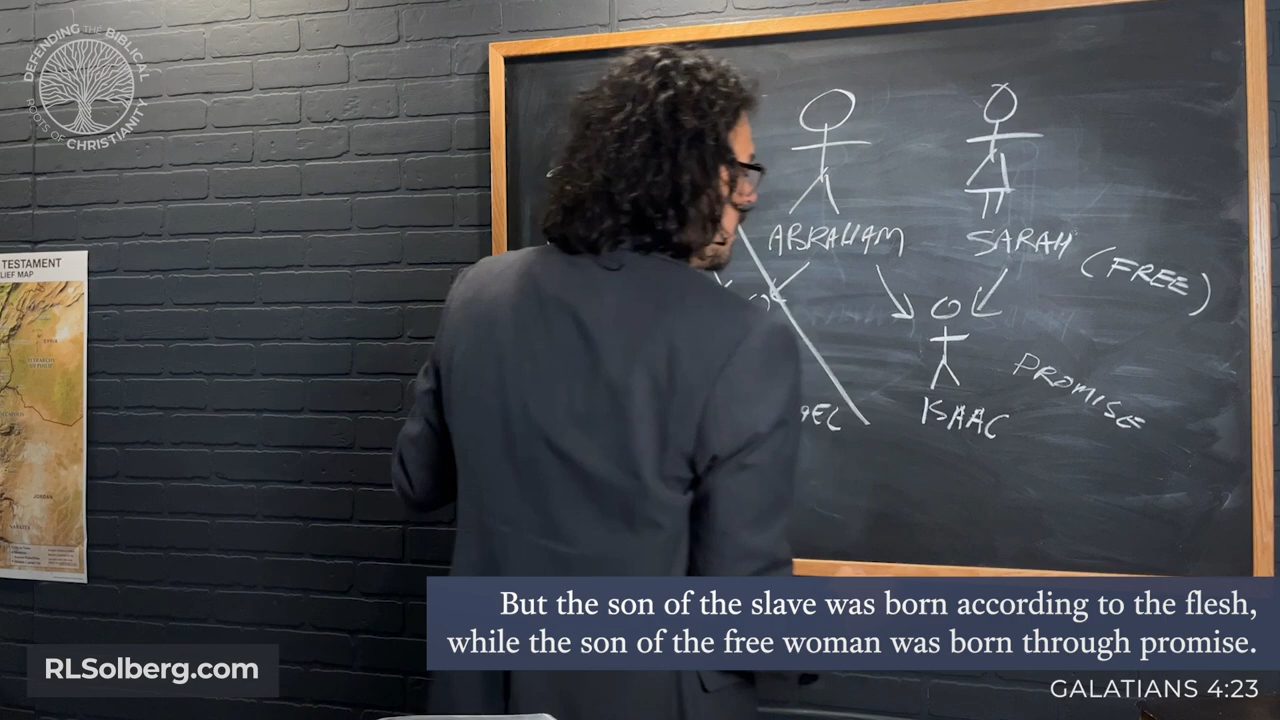 DEFENDING THE BIBLICAL
ROOTS OF CHRISTIANITY
TESTAMENT
LIEF MAP
SYRIA
JORDAN
ABRAHAM
SARAH
(FREE)
ISAAC
PROMISE
But the son of the slave was born according to the flesh,
while the son of the free woman was born through promise.
GALATIANS 4:23
RLSolberg.com